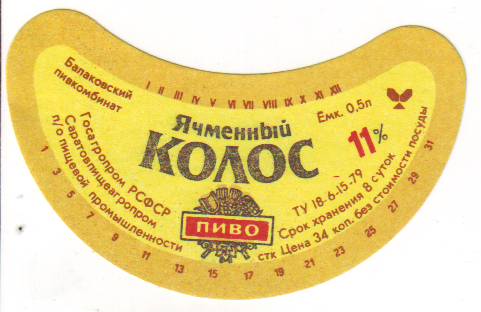 Балаковский
пивкомбинат
I II III IV V VI VII VIII IX X XI XII
Емк. 0,5л
Ячменный
КОЛОС
11%
Госагропром РСФСР
Саратовпищеагропром
п/о пищевой промышленности
ПИВО
ТУ 18-6-15-79
Срок хранения 8 суток
стк Цена 34 коп. без стоимости посуды
1 3 5 7 9 11 13 15 17 19 21 23 25 27 29 31